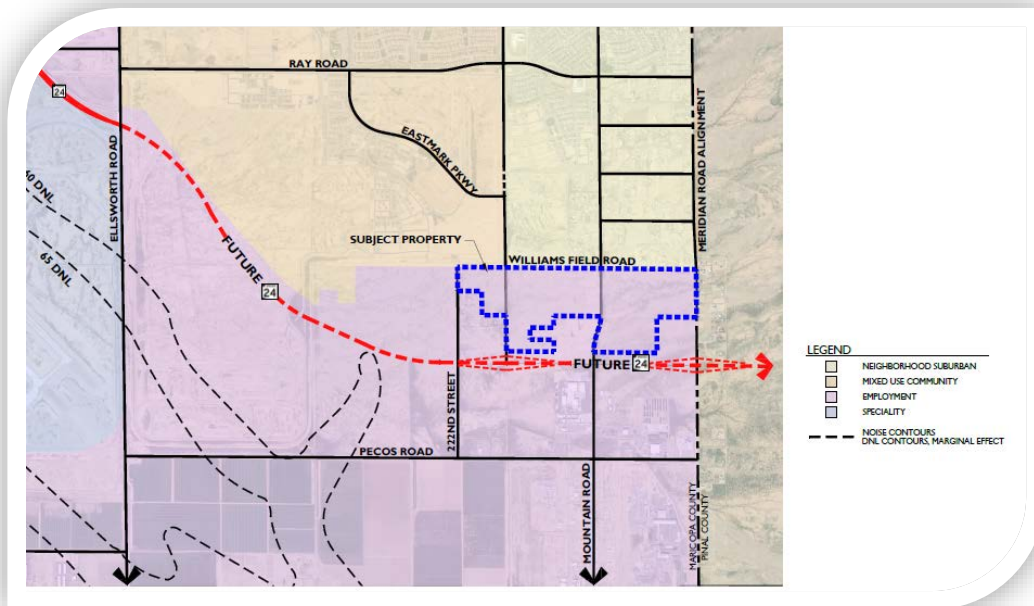 RAY ROAD
24
ELLSWORTH ROAD
EASTMARK PKWY
MERIDIAN ROAD ALIGNMENT
60 DNL
65 DNL
SUBJECT PROPERTY
WILLIAMS FIELD ROAD
FUTURE
24
FUTURE 24
222ND STREET
PECOS ROAD
MOUNTAIN ROAD
MARICOPA COUNTY
PINAL COUNTY
LEGEND
NEIGHBORHOOD SUBURBAN
MIXED USE COMMUNITY
EMPLOYMENT
SPECIALITY
NOISE CONTOURS
DNL CONTOURS, MARGINAL EFFECT